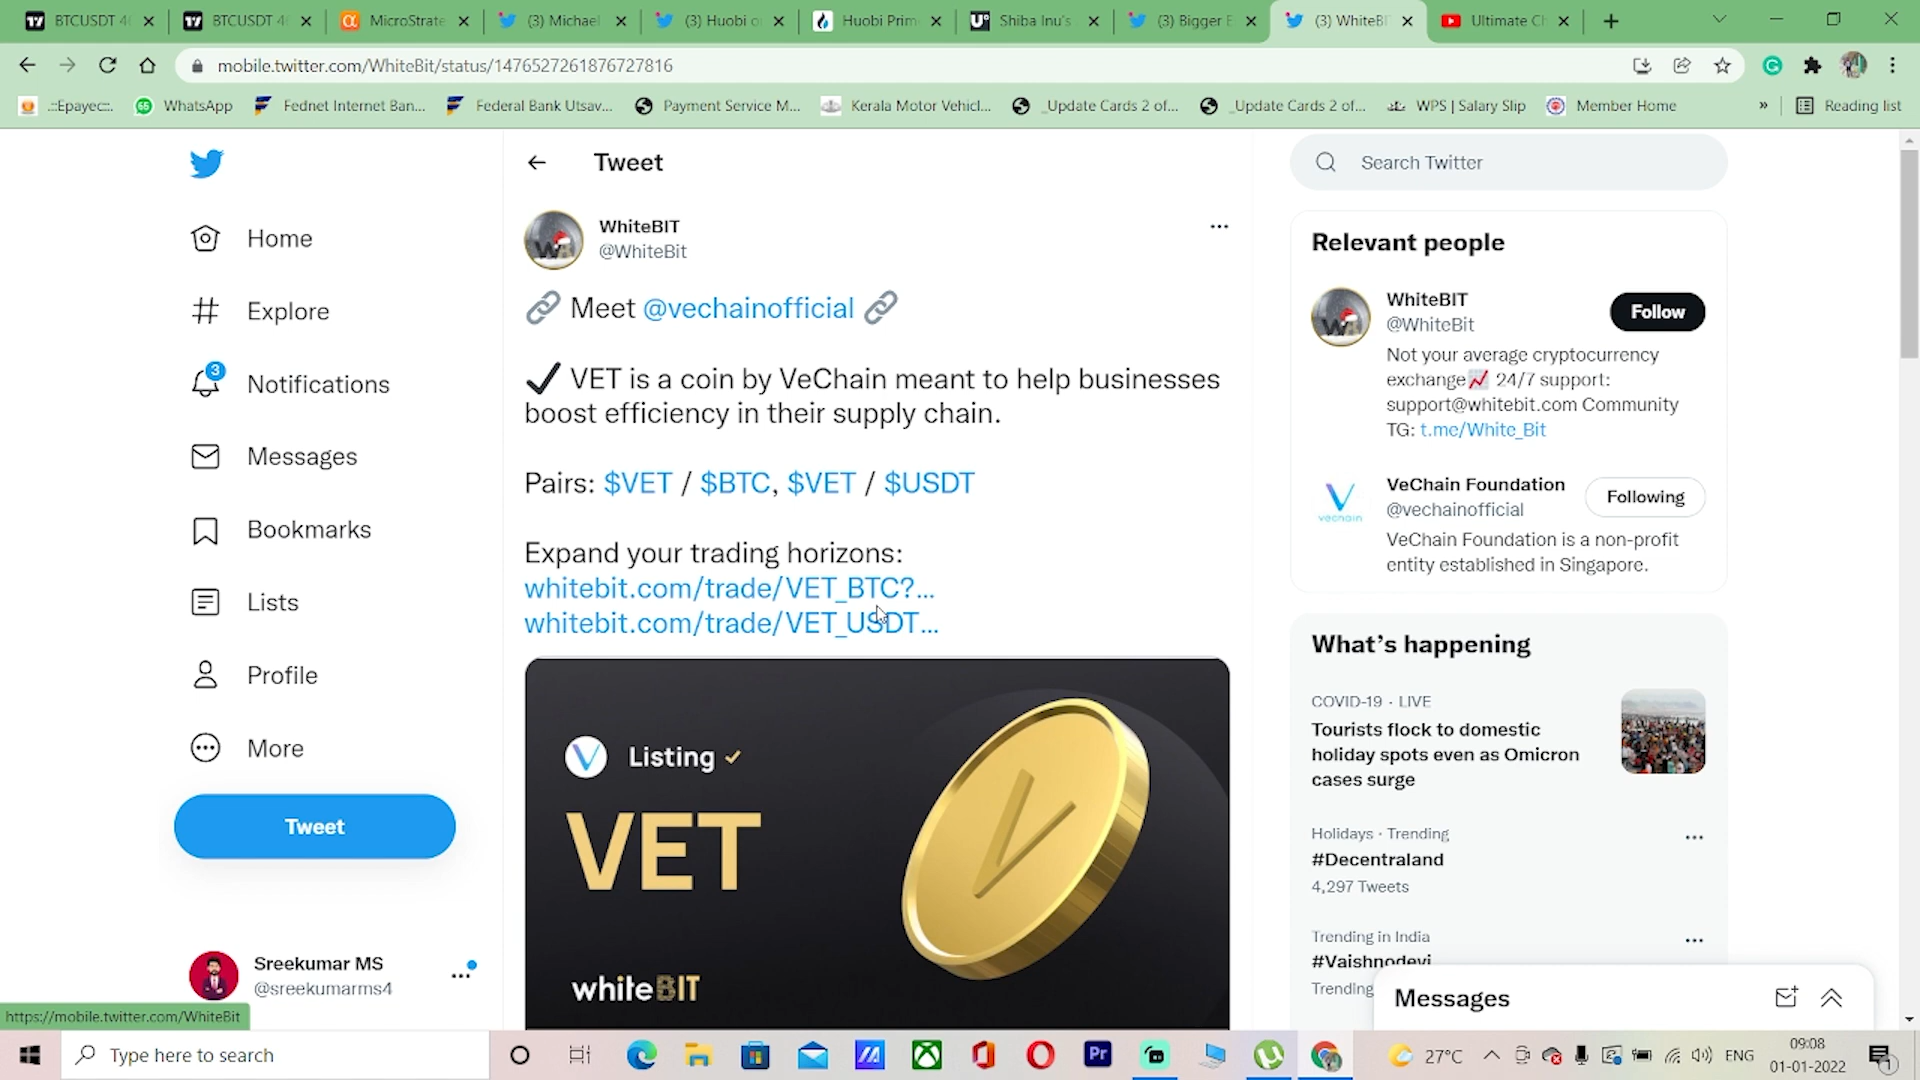 BTCUSDT 4
BTCUSDT 4
MicroStrate
(3) Michael
(3) Huobi o
Huobi Prim
Shiba Inu's
(3) Bigger E
(3) WhiteBI
Ultimate C
mobile.twitter.com/WhiteBit/status/1476527261876727816
.::Epayec::.
WhatsApp
Fednet Internet Ban...
Federal Bank Utsav...
Payment Service M...
Kerala Motor Vehicl...
_Update Cards 2 of...
_Update Cards 2 of...
WPS | Salary Slip
Member Home
»
Reading list
Home
Explore
3
Notifications
Messages
Bookmarks
Lists
Profile
More
Tweet
Sreekumar MS
@sreekumarms4
https://mobile.twitter.com/WhiteBit
Tweet
WhiteBIT
@WhiteBit
Meet @vechainofficial
VET is a coin by VeChain meant to help businesses
boost efficiency in their supply chain.
Pairs: $VET / $BTC, $VET / $USDT
Expand your trading horizons:
whitebit.com/trade/VET_BTC?...
whitebit.com/trade/VET_USDT...
Listing
VET
whiteBIT
Search Twitter
Relevant people
WhiteBIT
@WhiteBit
Follow
Not your average cryptocurrency
exchange 24/7 support:
support@whitebit.com Community
TG: t.me/White_Bit
VeChain Foundation
@vechainofficial
Following
vechain
VeChain Foundation is a non-profit
entity established in Singapore.
What's happening
COVID-19 · LIVE
Tourists flock to domestic
holiday spots even as Omicron
cases surge
Holidays · Trending
#Decentraland
4,297 Tweets
Trending in India
#Vaishnodevi
Trending
Messages
Type here to search
Pr
27°C
ENG
09:08
01-01-2022
1